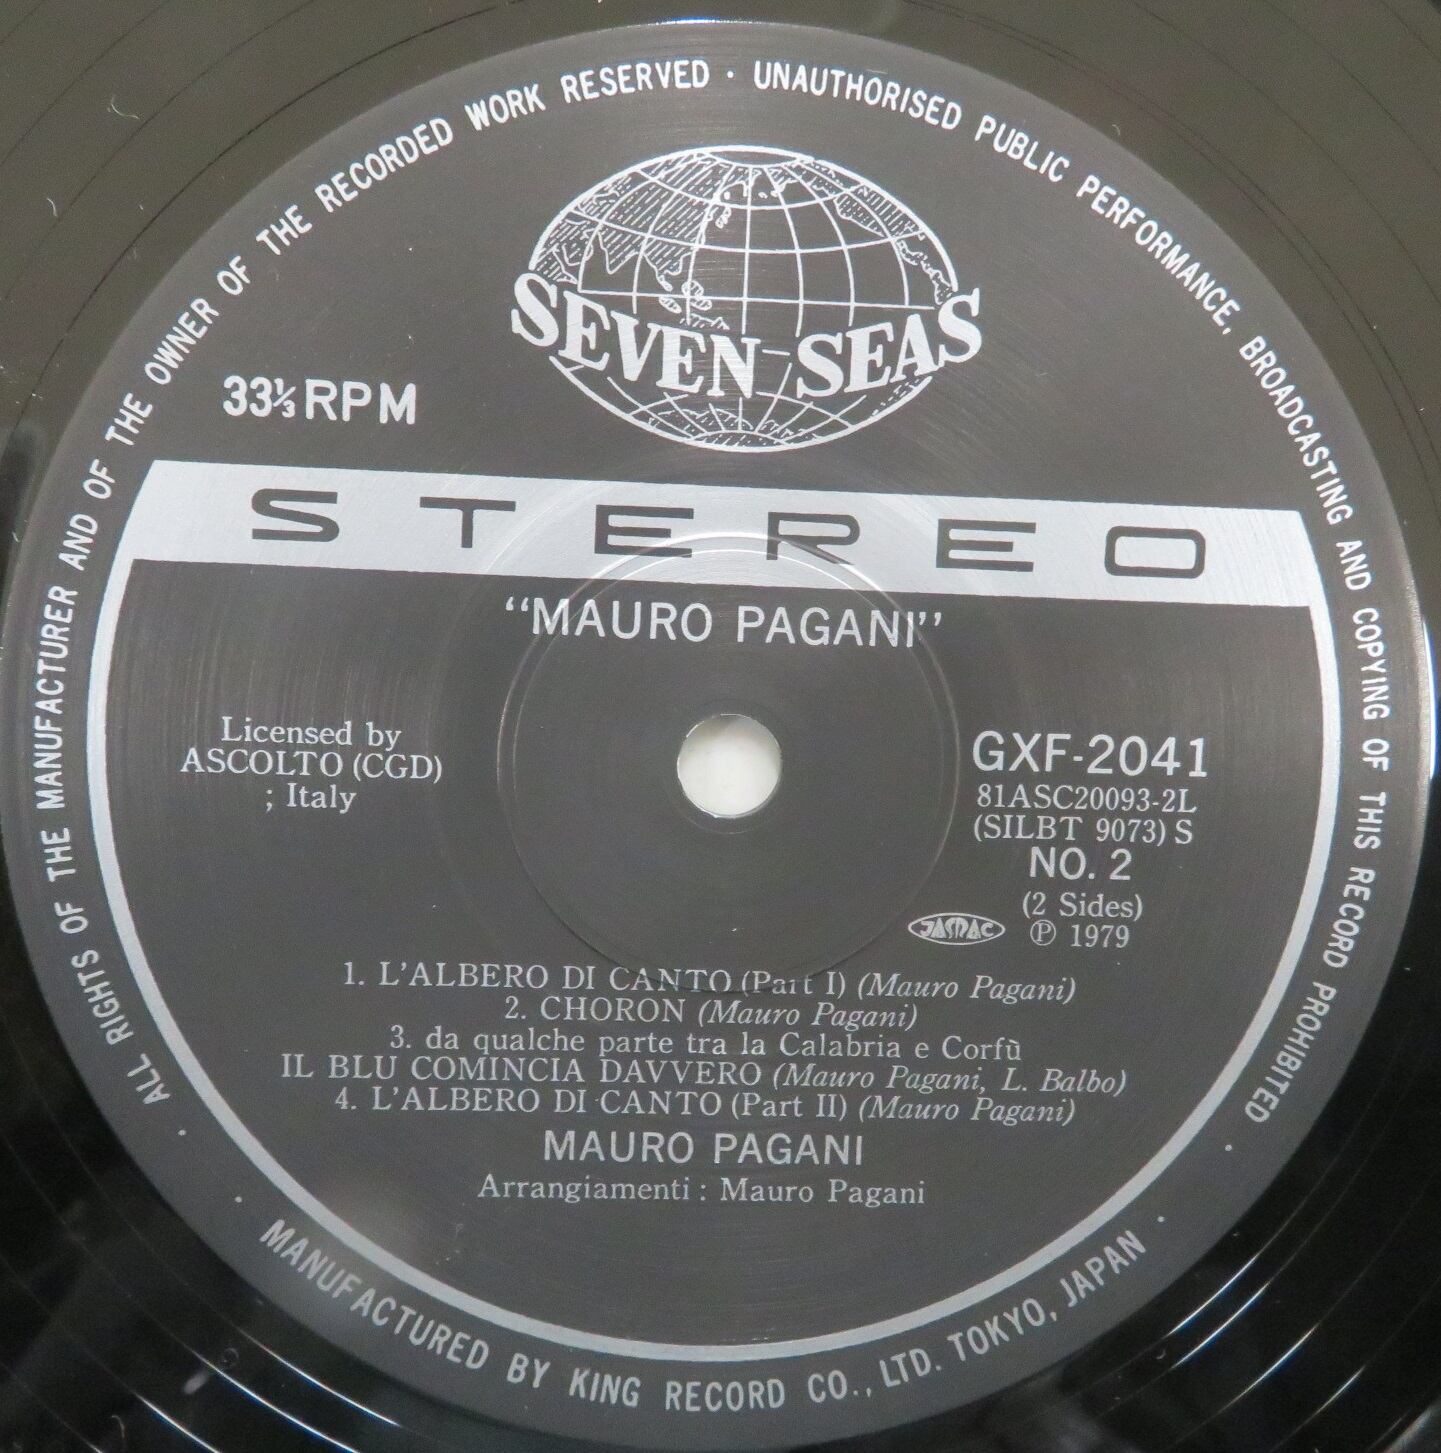 ALL RIGHTS OF THE MANUFACTURER AND OF THE OWNER OF THE RECORDED WORK RESERVED · UNAUTHORISED PUBLIC PERFORMANCE, BROADCASTING AND COPYING OF THIS RECORD PROHIBITED ·
SEVEN SEAS
33⅓ RPM
STEREO
“MAURO PAGANI”
Licensed by
ASCOLTO (CGD)
; Italy
GXF-2041
81ASC20093-2L
(SILBT 9073) S
NO. 2
(2 Sides)
JASRAC ℗ 1979
1. L'ALBERO DI CANTO (Part I) (Mauro Pagani)
2. CHORON (Mauro Pagani)
3. da qualche parte tra la Calabria e Corfù
IL BLU COMINCIA DAVVERO (Mauro Pagani, L. Balbo)
4. L'ALBERO DI CANTO (Part II) (Mauro Pagani)
MAURO PAGANI
Arrangiamenti : Mauro Pagani
· MANUFACTURED BY KING RECORD CO., LTD. TOKYO, JAPAN ·